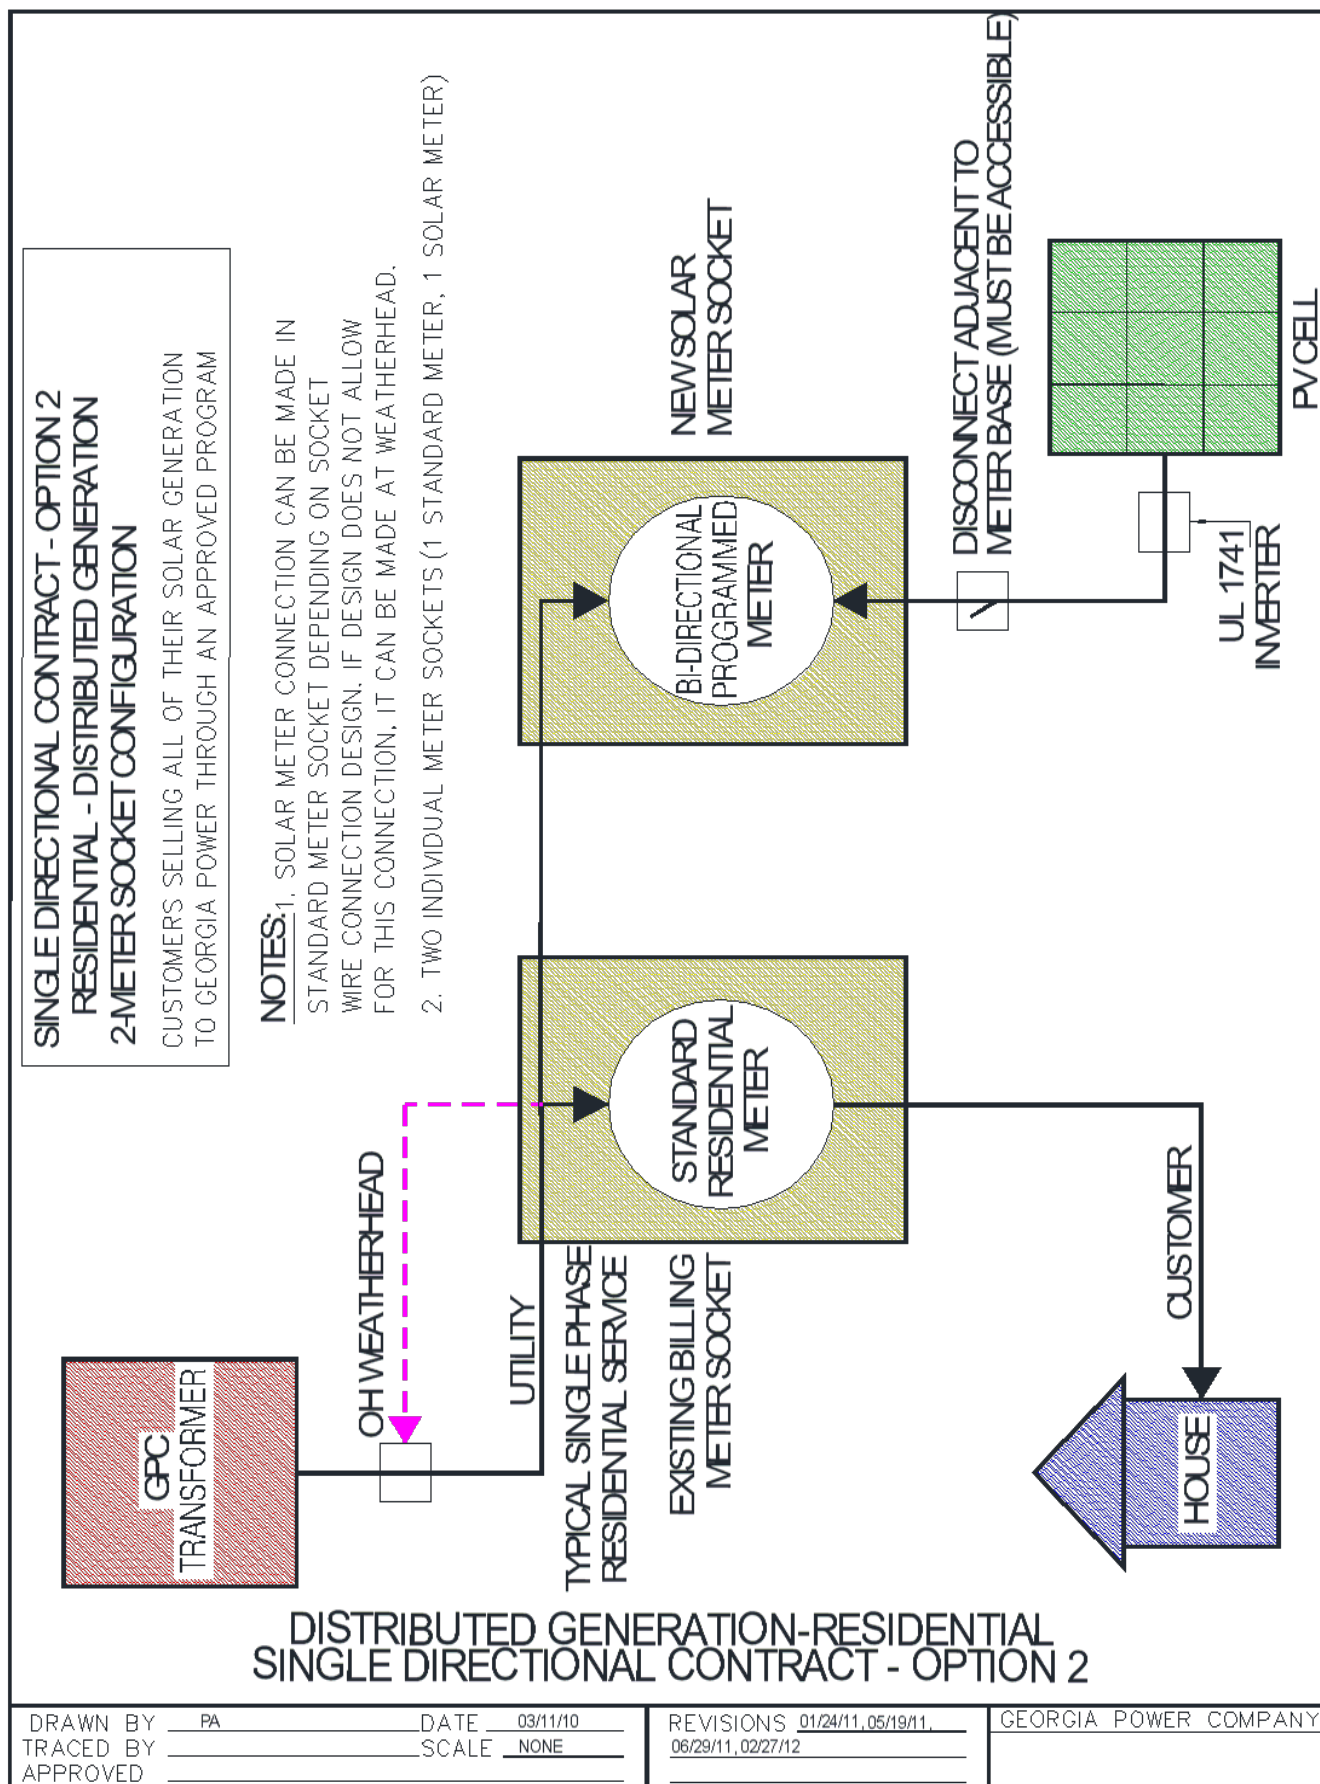 SINGLE DIRECTIONAL CONTRACT - OPTION 2
RESIDENTIAL - DISTRIBUTED GENERATION
2-METER SOCKET CONFIGURATION
CUSTOMERS SELLING ALL OF THEIR SOLAR GENERATION
TO GEORGIA POWER THROUGH AN APPROVED PROGRAM
NOTES:
1. SOLAR METER CONNECTION CAN BE MADE IN
STANDARD METER SOCKET DEPENDING ON SOCKET
WIRE CONNECTION DESIGN. IF DESIGN DOES NOT ALLOW
FOR THIS CONNECTION, IT CAN BE MADE AT WEATHERHEAD.
2. TWO INDIVIDUAL METER SOCKETS (1 STANDARD METER, 1 SOLAR METER)
GPC
TRANSFORMER
OH WEATHERHEAD
UTILITY
TYPICAL SINGLE PHASE
RESIDENTIAL SERVICE
EXISTING BILLING
METER SOCKET
STANDARD
RESIDENTIAL
METER
NEW SOLAR
METER SOCKET
BI-DIRECTIONAL
PROGRAMMED
METER
DISCONNECT ADJACENT TO
METER BASE (MUST BE ACCESSIBLE)
UL 1741
INVERTER
PV CELL
CUSTOMER
HOUSE
DISTRIBUTED GENERATION-RESIDENTIAL
SINGLE DIRECTIONAL CONTRACT - OPTION 2
DRAWN BY PA DATE 03/11/10
TRACED BY SCALE NONE
APPROVED
REVISIONS 01/24/11, 05/19/11,
06/29/11, 02/27/12
GEORGIA POWER COMPANY